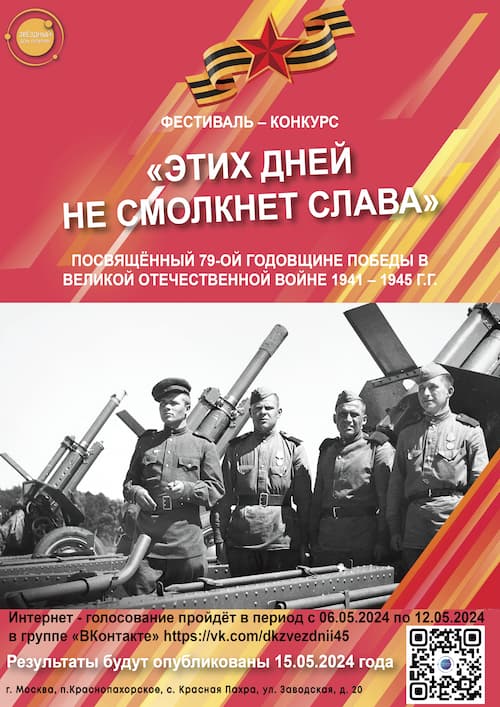 ЗВЁЗДНЫЙ
ДОМ КУЛЬТУРЫ
ФЕСТИВАЛЬ – КОНКУРС
«ЭТИХ ДНЕЙ
НЕ СМОЛКНЕТ СЛАВА»
ПОСВЯЩЁННЫЙ 79-ОЙ ГОДОВЩИНЕ ПОБЕДЫ В
ВЕЛИКОЙ ОТЕЧЕСТВЕННОЙ ВОЙНЕ 1941 – 1945 Г.Г.
Интернет - голосование пройдёт в период с 06.05.2024 по 12.05.2024
в группе «ВКонтакте» https://vk.com/dkzvezdnii45
Результаты будут опубликованы 15.05.2024 года
г. Москва, п.Краснопахорское, с. Красная Пахра, ул. Заводская, д. 20